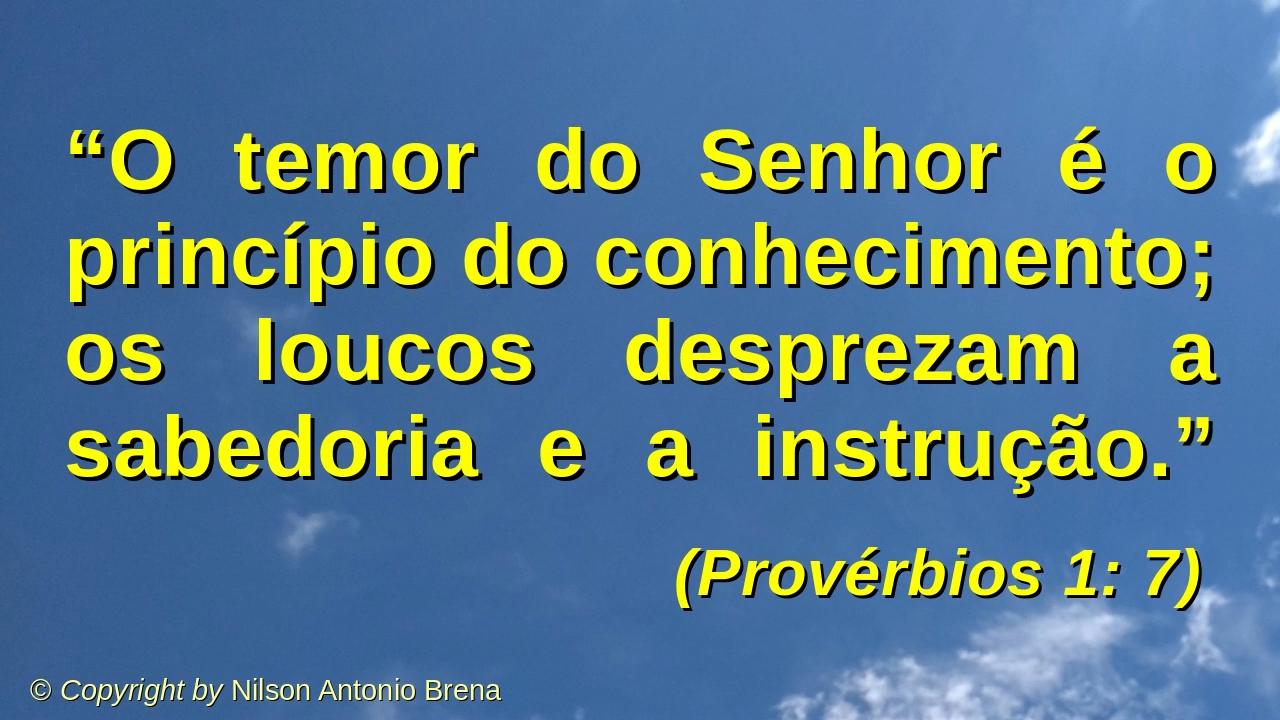 “O temor do Senhor é o
princípio do conhecimento;
os loucos desprezam a
sabedoria e a instrução.”
(Provérbios 1: 7)
© Copyright by Nilson Antonio Brena